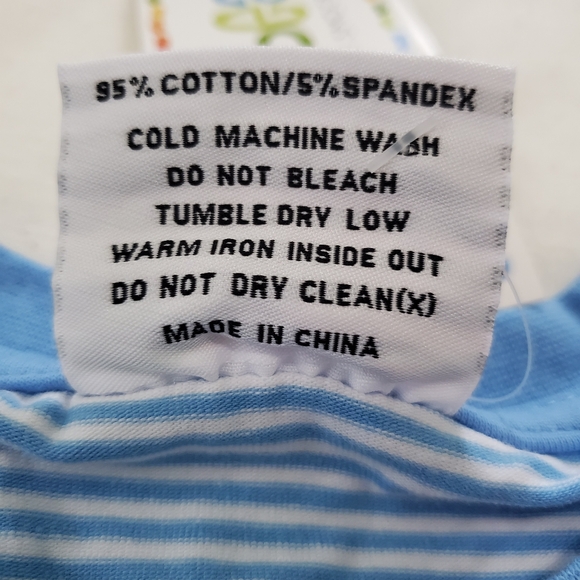 95% COTTON/5%SPANDEX
COLD MACHINE WASH
DO NOT BLEACH
TUMBLE DRY LOW
WARM IRON INSIDE OUT
DO NOT DRY CLEAN(X)
MADE IN CHINA